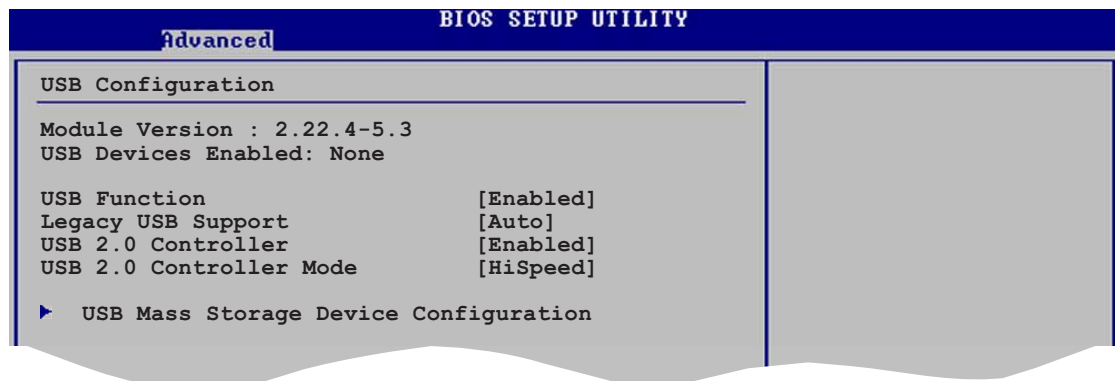 BIOS SETUP UTILITY
Advanced
USB Configuration
Module Version : 2.22.4-5.3
USB Devices Enabled: None
USB Function [Enabled]
Legacy USB Support [Auto]
USB 2.0 Controller [Enabled]
USB 2.0 Controller Mode [HiSpeed]
USB Mass Storage Device Configuration